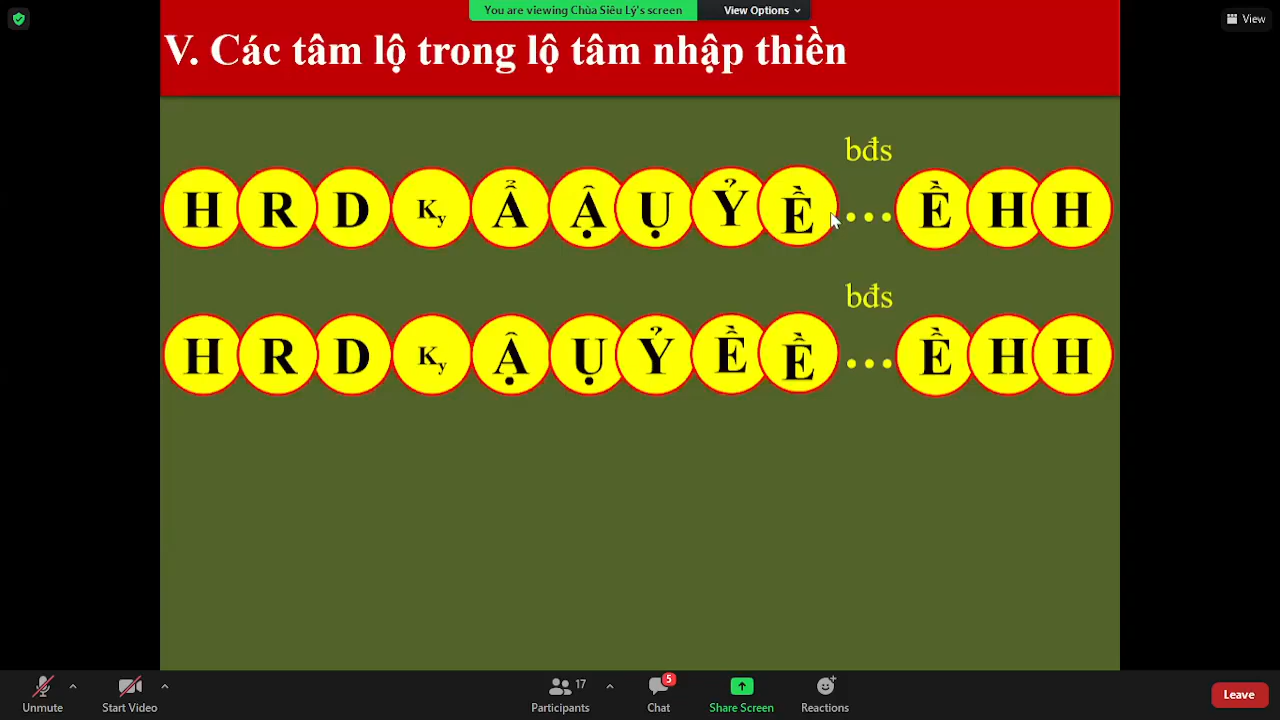 You are viewing Chùa Siêu Lý's screen
View Options
View
V. Các tâm lộ trong lộ tâm nhập thiền
bđs
H R D Ky Ẩ Ậ Ụ Ỷ Ề ... Ề H H
bđs
H R D Ky Ậ Ụ Ỷ Ề Ề ... Ề H H
Unmute
Start Video
17
Participants
5
Chat
Share Screen
Reactions
Leave